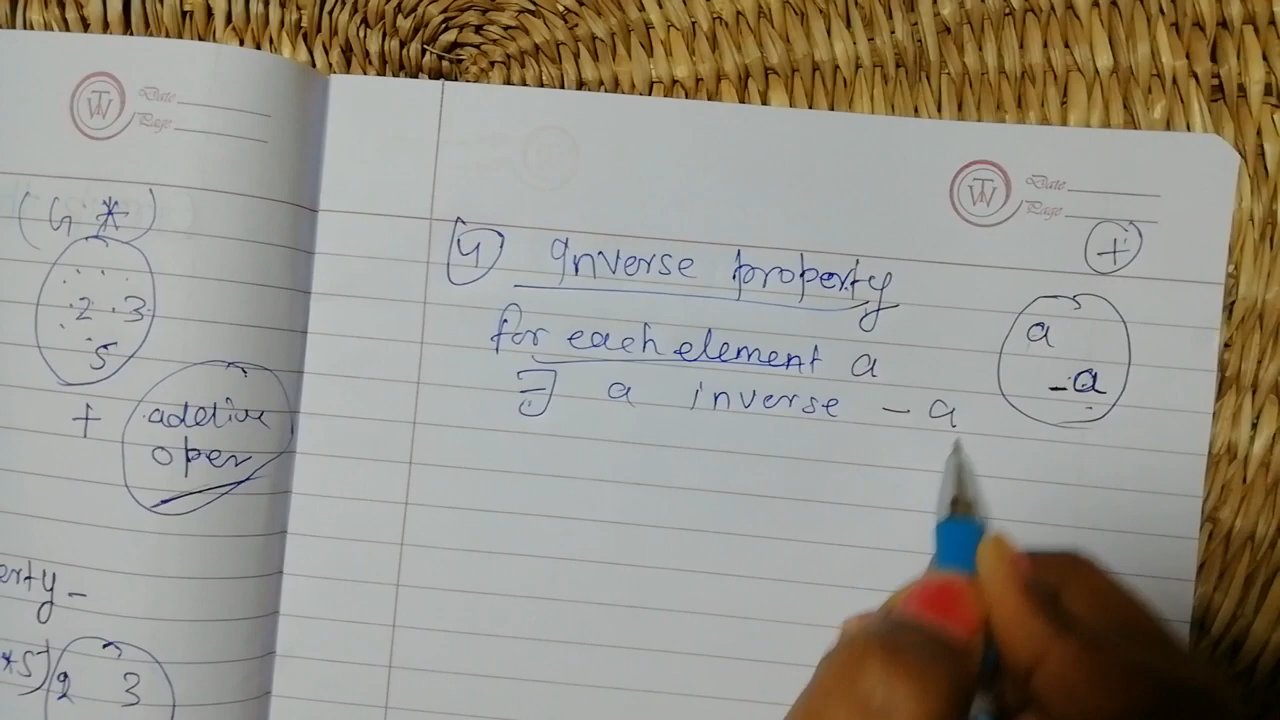 Date
Page
(G *)
2 3
5
+ additive
oper
erty-
*5)
2 3
Date
Page
+
4 Inverse property
for each element a
∃ a inverse - a
a
-a